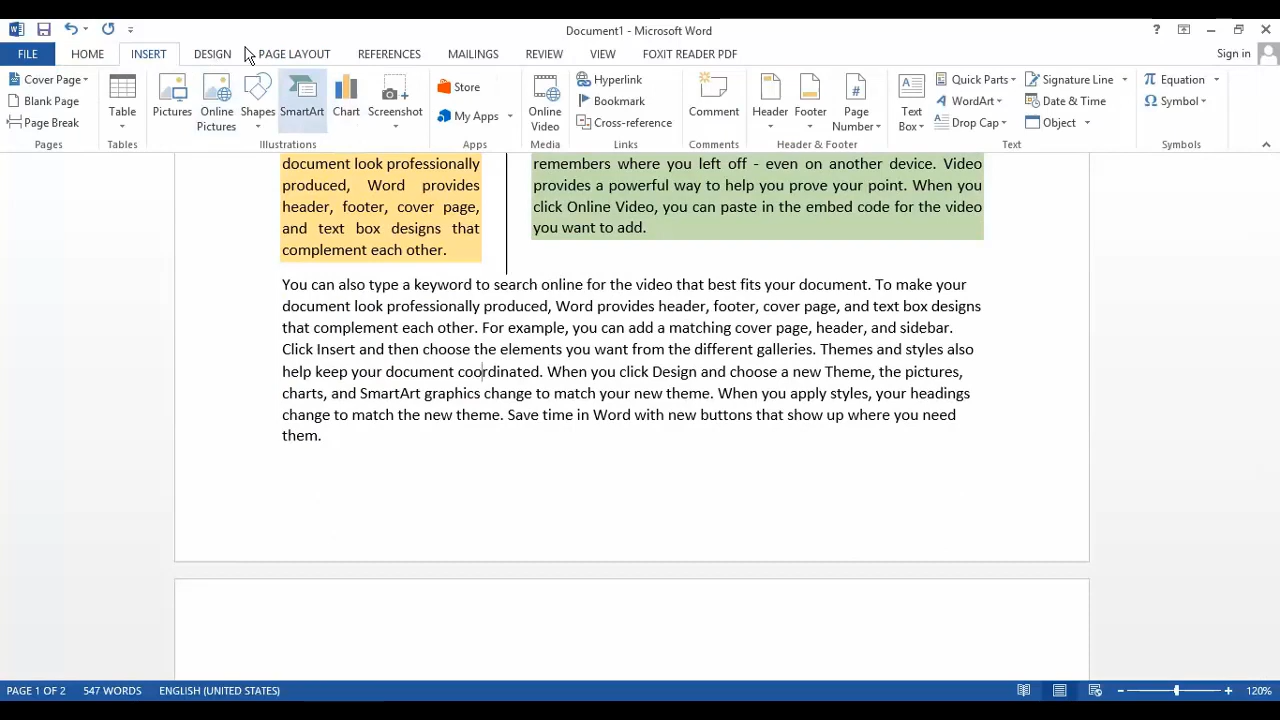 Document1 - Microsoft Word
FILE HOME INSERT DESIGN PAGE LAYOUT REFERENCES MAILINGS REVIEW VIEW FOXIT READER PDF Sign in
Cover Page
Blank Page
Page Break
Pages
Table
Tables
Pictures
Online Pictures
Shapes
SmartArt
Chart
Screenshot
Illustrations
Store
My Apps
Apps
Online Video
Media
Hyperlink
Bookmark
Cross-reference
Links
Comment
Comments
Header
Footer
Page Number
Header & Footer
Text Box
Quick Parts
WordArt
Drop Cap
Signature Line
Date & Time
Object
Text
Equation
Symbol
Symbols
document look professionally
produced, Word provides
header, footer, cover page,
and text box designs that
complement each other.
remembers where you left off - even on another device. Video
provides a powerful way to help you prove your point. When you
click Online Video, you can paste in the embed code for the video
you want to add.
You can also type a keyword to search online for the video that best fits your document. To make your
document look professionally produced, Word provides header, footer, cover page, and text box designs
that complement each other. For example, you can add a matching cover page, header, and sidebar.
Click Insert and then choose the elements you want from the different galleries. Themes and styles also
help keep your document coordinated. When you click Design and choose a new Theme, the pictures,
charts, and SmartArt graphics change to match your new theme. When you apply styles, your headings
change to match the new theme. Save time in Word with new buttons that show up where you need
them.
PAGE 1 OF 2 547 WORDS ENGLISH (UNITED STATES) 120%